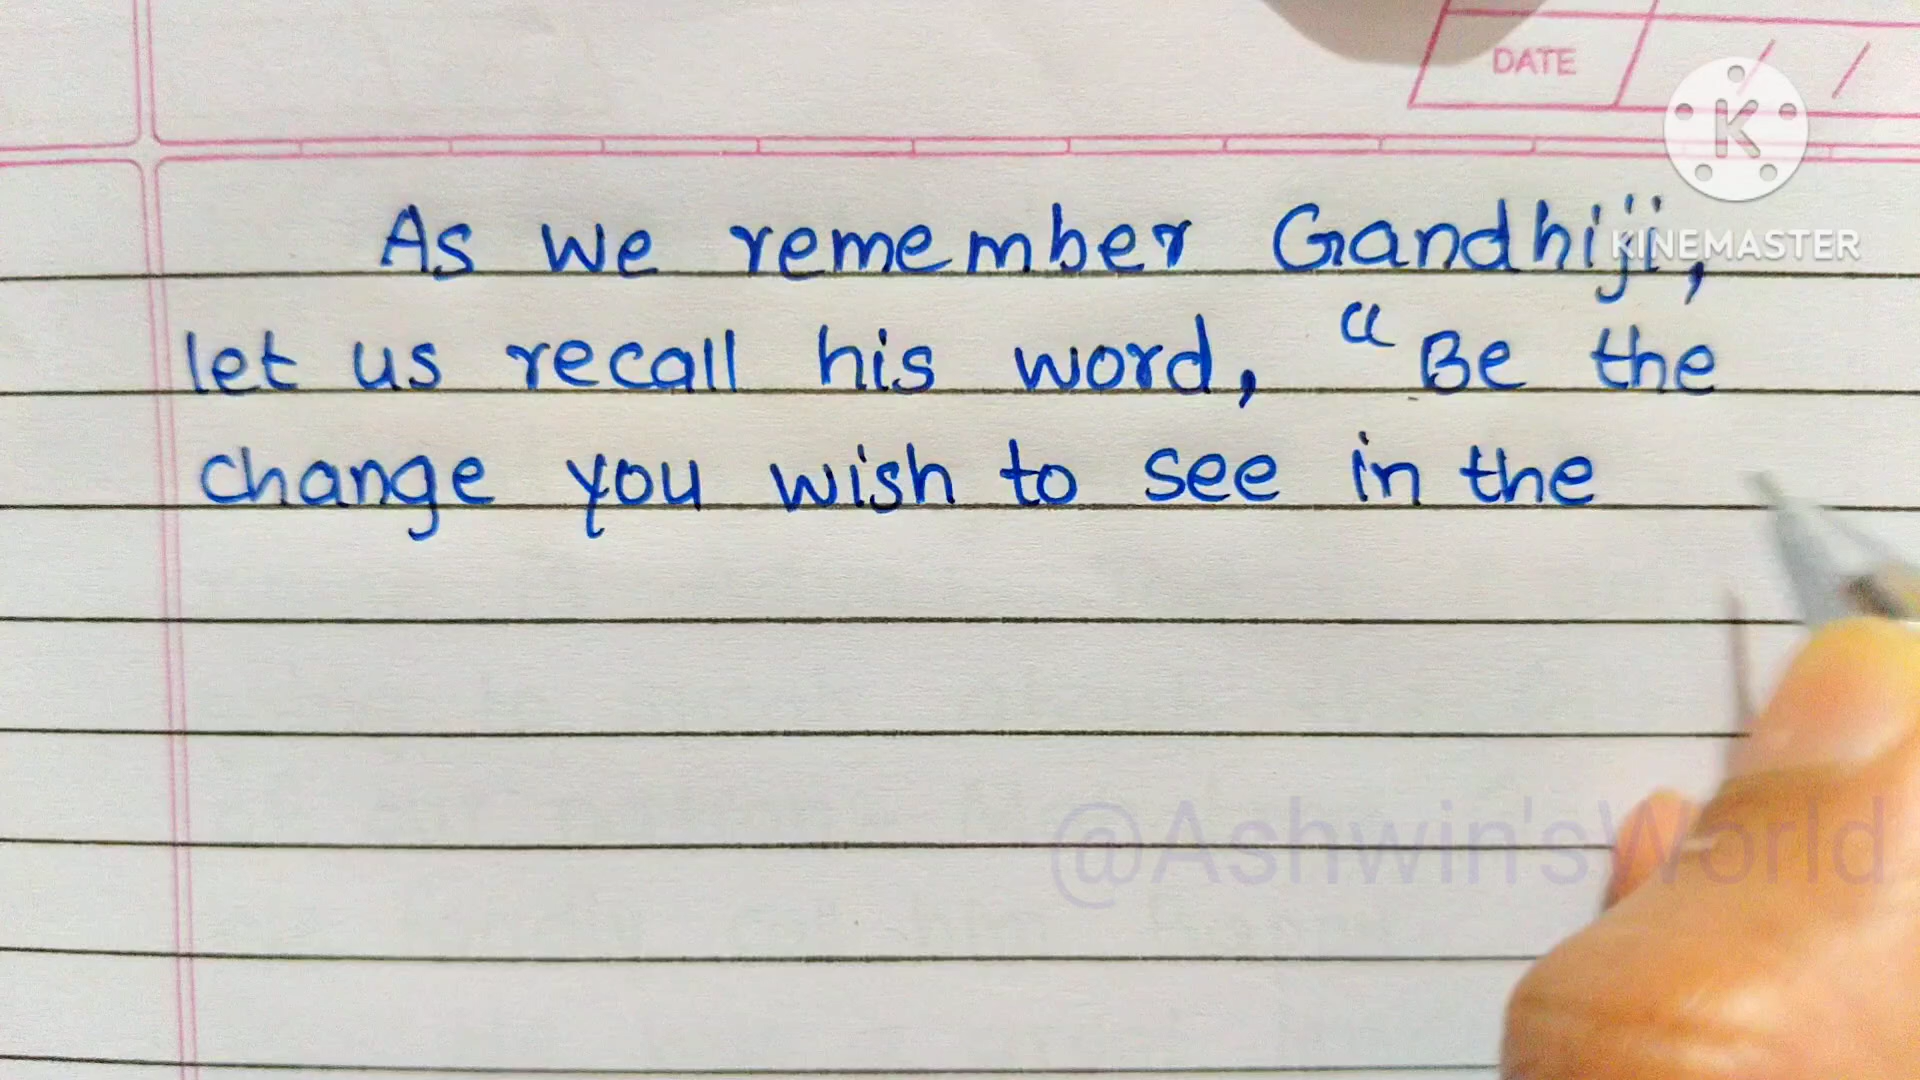 DATE / /
K
KINEMASTER
As we remember Gandhiji,
let us recall his word, “Be the
change you wish to see in the
@Ashwin'sWorld